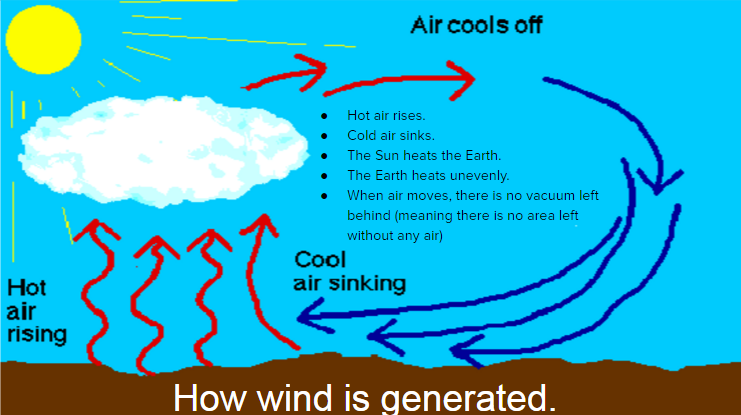 Air cools off
● Hot air rises.
● Cold air sinks.
● The Sun heats the Earth.
● The Earth heats unevenly.
● When air moves, there is no vacuum left
behind (meaning there is no area left
without any air)
Cool
air sinking
Hot
air
rising
How wind is generated.